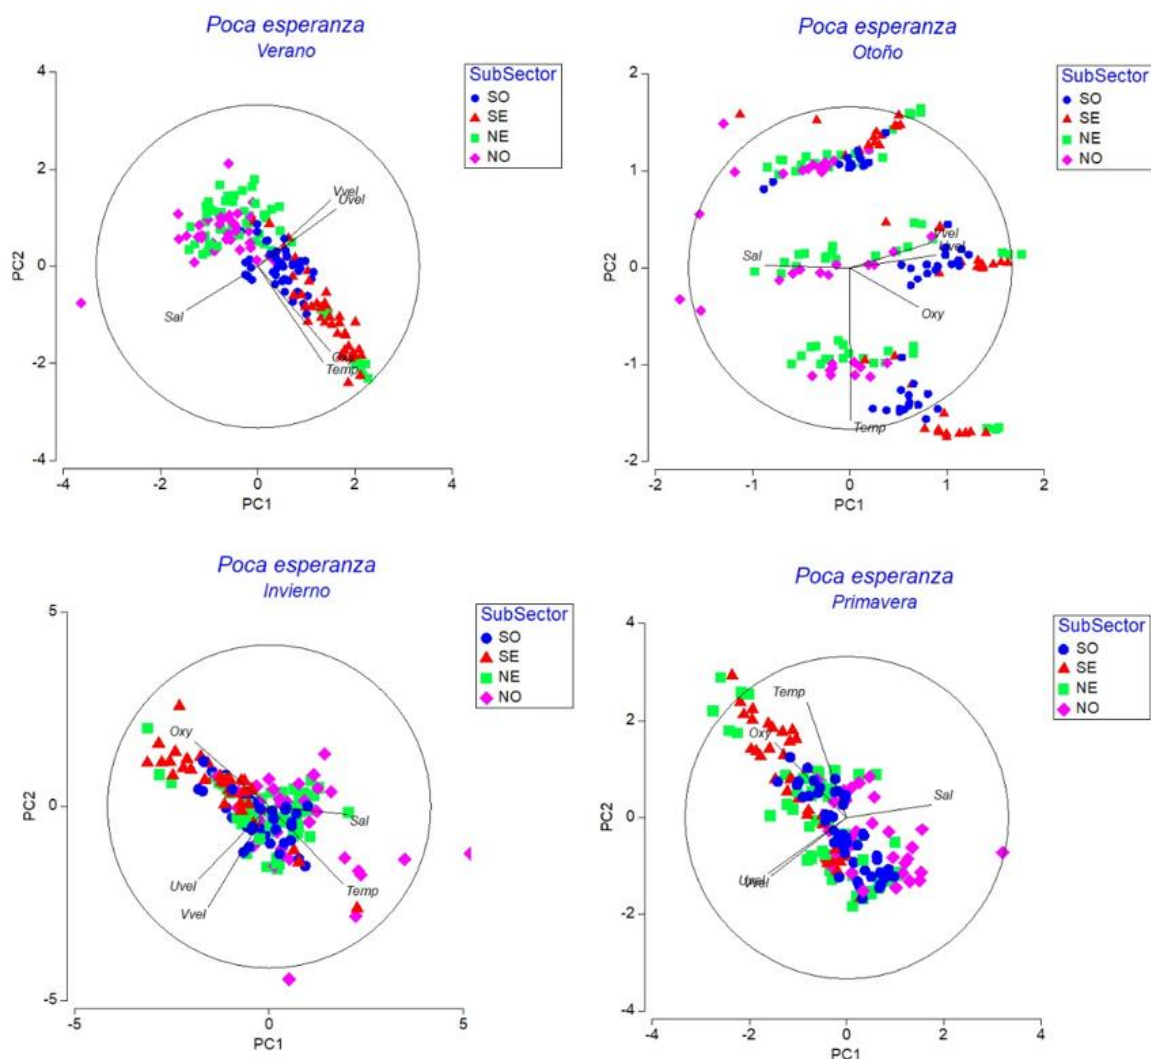 Poca esperanza
Verano
4
2
0
-2
-4
PC2
-4
-2
0
2
4
PC1
SubSector
SO
SE
NE
NO
Vvel
Uvel
Sal
Oxy
Temp
Poca esperanza
Otoño
2
1
0
-1
-2
PC2
-2
-1
0
1
2
PC1
SubSector
SO
SE
NE
NO
Vvel
Uvel
Sal
Oxy
Temp
Poca esperanza
Invierno
5
0
-5
PC2
-5
0
5
PC1
SubSector
SO
SE
NE
NO
Oxy
Sal
Uvel
Temp
Vvel
Poca esperanza
Primavera
4
2
0
-2
-4
PC2
-4
-2
0
2
4
PC1
SubSector
SO
SE
NE
NO
Temp
Oxy
Sal
Uvel
Vvel